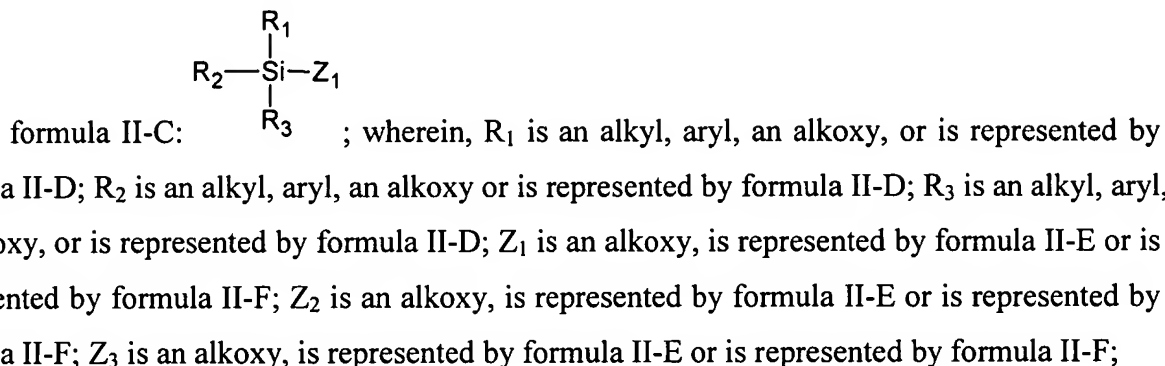 R₁
R₂—Si—Z₁
R₃
formula II-C: ; wherein, R₁ is an alkyl, aryl, an alkoxy, or is represented by
a II-D; R₂ is an alkyl, aryl, an alkoxy or is represented by formula II-D; R₃ is an alkyl, aryl,
oxy, or is represented by formula II-D; Z₁ is an alkoxy, is represented by formula II-E or is
ented by formula II-F; Z₂ is an alkoxy, is represented by formula II-E or is represented by
a II-F; Z₃ is an alkoxy, is represented by formula II-E or is represented by formula II-F;